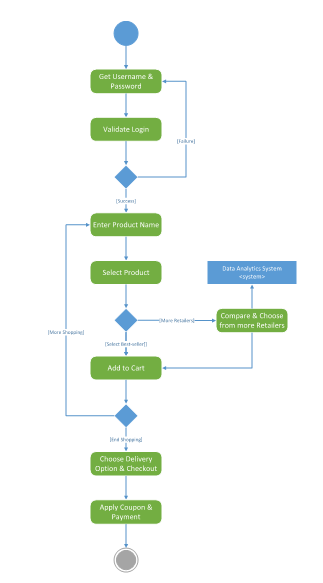 Get Username &
Password
Validate Login
[failure]
[Success]
Enter Product Name
Select Product
Data Analytics System
<system>
[More Retailers]
Compare & Choose
from more Retailers
[More Shopping]
[Select Best-seller]]
Add to Cart
[End Shopping]
Choose Delivery
Option & Checkout
Apply Coupon &
Payment